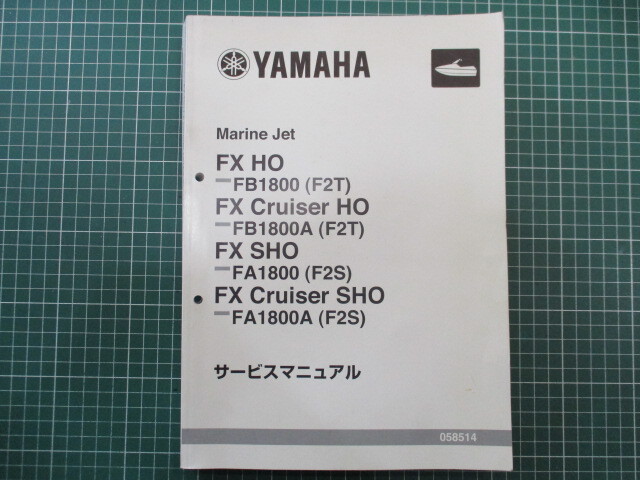 YAMAHA
Marine Jet
FX HO
FB1800 (F2T)
FX Cruiser HO
FB1800A (F2T)
FX SHO
FA1800 (F2S)
FX Cruiser SHO
FA1800A (F2S)
サービスマニュアル
058514